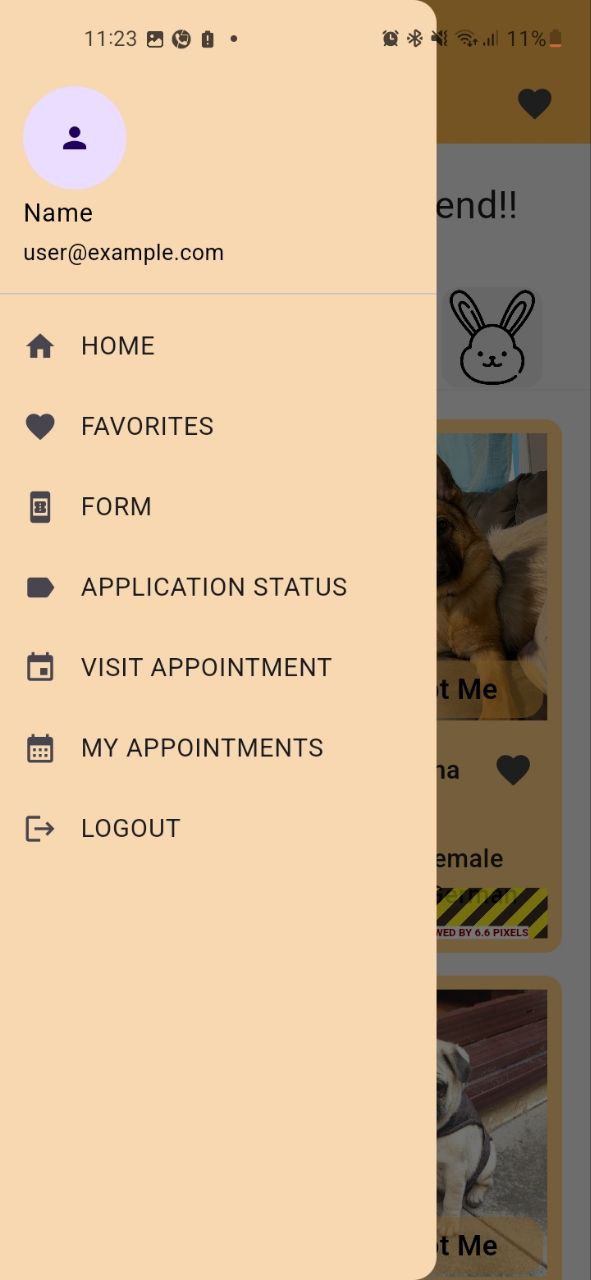 11:23
11%
end!!
Name
user@example.com
HOME
FAVORITES
FORM
APPLICATION STATUS
VISIT APPOINTMENT
t Me
MY APPOINTMENTS
na
LOGOUT
emale
German
WED BY 6.6 PIXELS
t Me